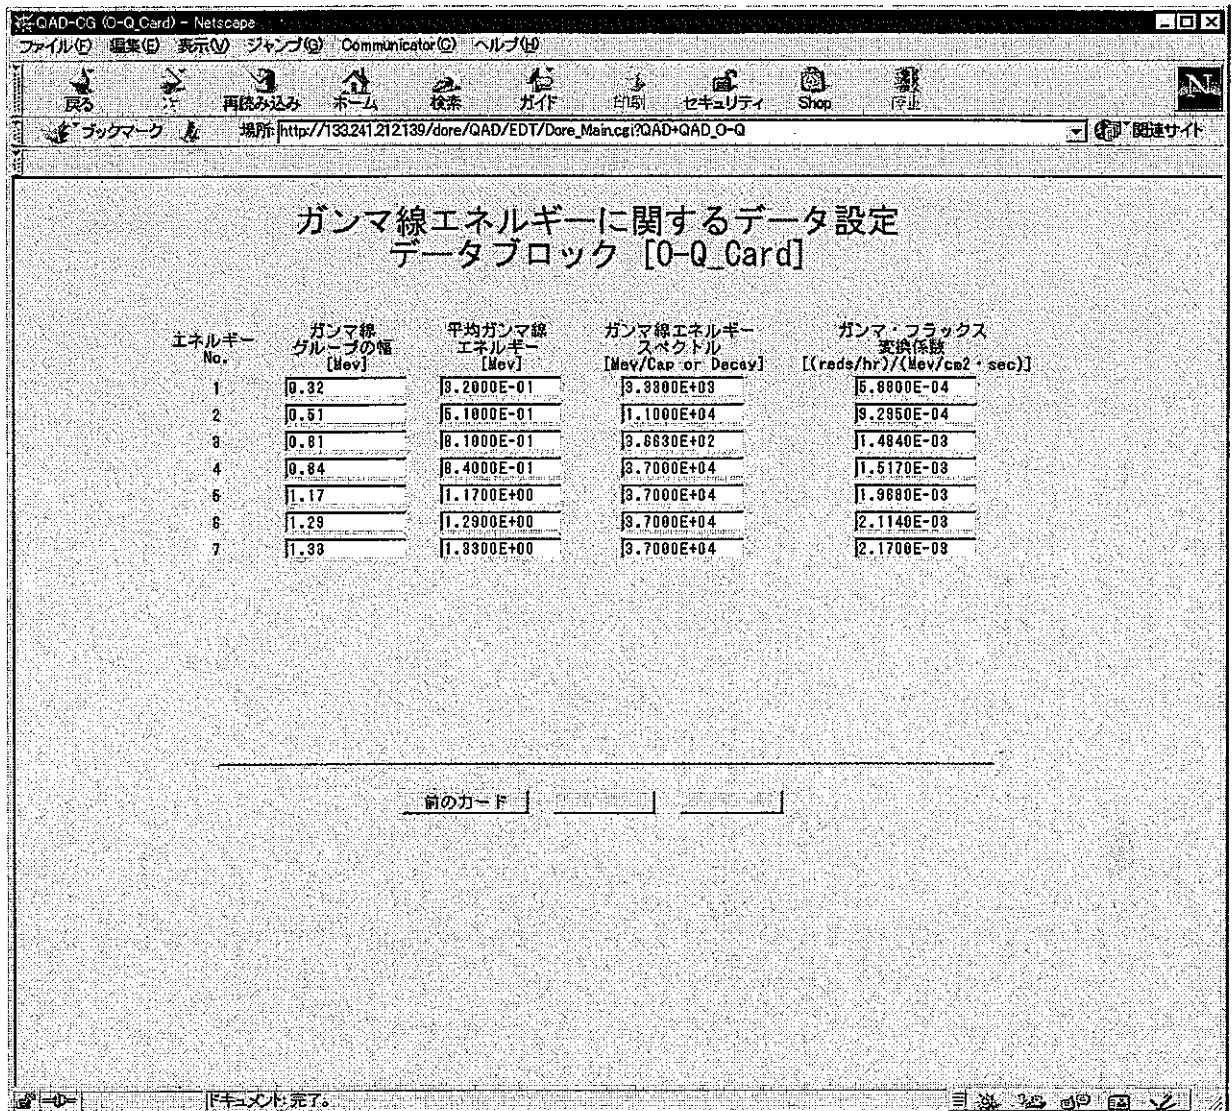 QAD-CG (O-Q_Card) - Netscape
ファイル(F) 編集(E) 表示(V) ジャンプ(G) Communicator(C) ヘルプ(H)
戻る 再読み込み ホーム 検索 ガイド 印刷 セキュリティ Shop 停止
ブックマーク 場所: http://133.241.212.139/dore/QAD/EDT/Dore_Main.cgi?QAD+QAD_O-Q 関連サイト
ガンマ線エネルギーに関するデータ設定
データブロック [O-Q_Card]
エネルギー No. ガンマ線 グループの幅 [Mev] 平均ガンマ線 エネルギー [Mev] ガンマ線エネルギー スペクトル [Mev/Cap or Decay] ガンマ・フラックス 変換係数 [(rads/hr)/(Mev/cm2・sec)]
1 0.32 3.2000E-01 3.3300E+03 5.8800E-04
2 0.51 5.1000E-01 1.1000E+04 9.2950E-04
3 0.81 8.1000E-01 3.6630E+02 1.4840E-03
4 0.84 8.4000E-01 3.7000E+04 1.5170E-03
5 1.17 1.1700E+00 3.7000E+04 1.9680E-03
6 1.29 1.2900E+00 3.7000E+04 2.1140E-03
7 1.33 1.3300E+00 3.7000E+04 2.1700E-03
前のカード
ドキュメント: 完了。